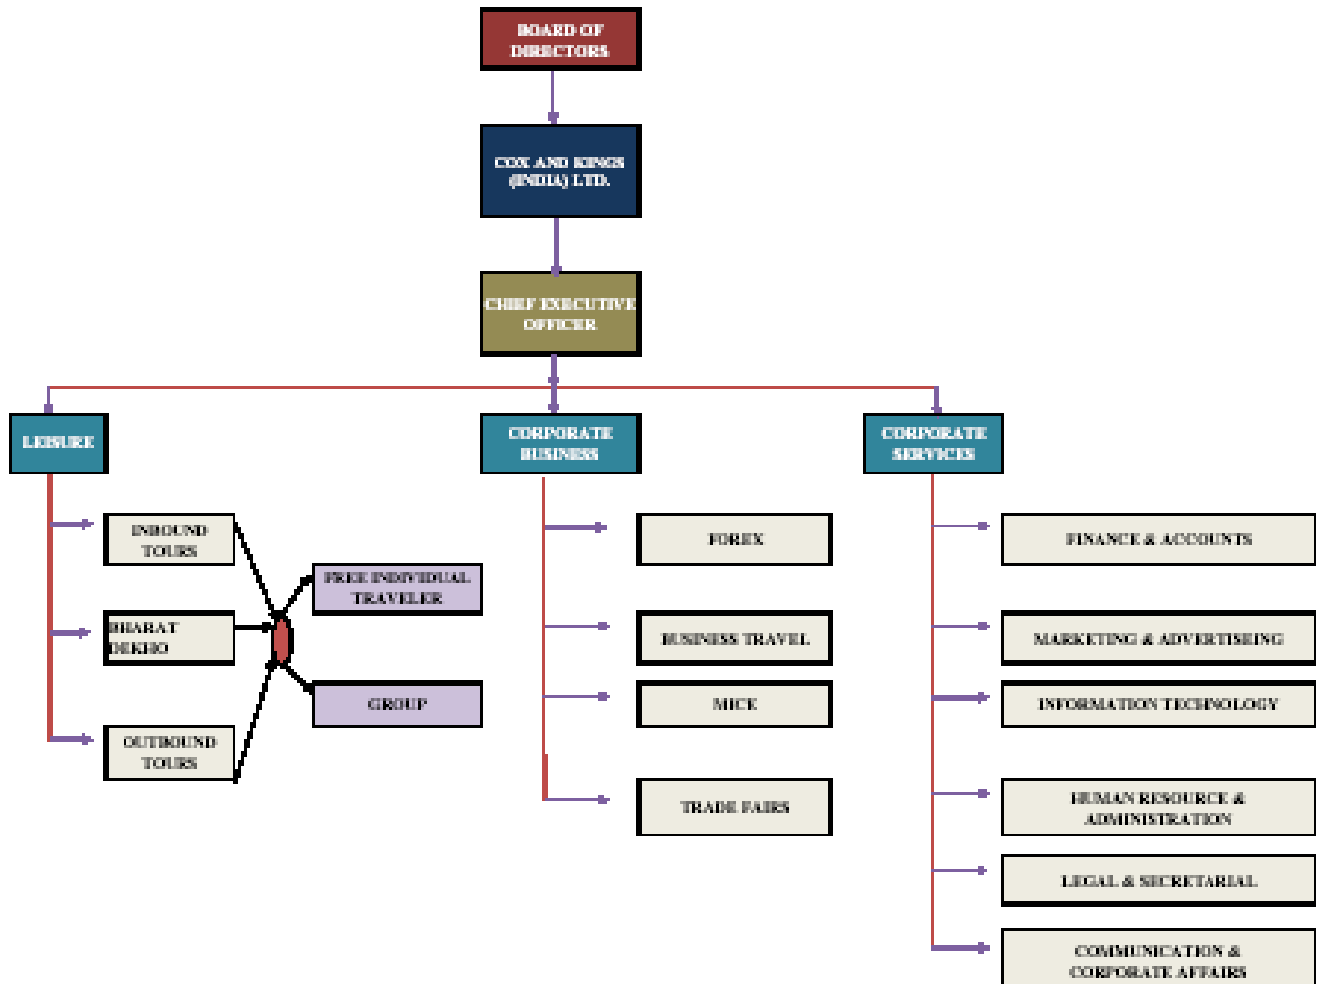 BOARD OF
DIRECTORS
COX AND KINGS
(INDIA) LTD.
CHIEF EXECUTIVE
OFFICER
LEISURE
CORPORATE
BUSINESS
CORPORATE
SERVICES
INBOUND
TOURS
BHARAT
DEKHO
OUTBOUND
TOURS
FREE INDIVIDUAL
TRAVELER
GROUP
FOREX
BUSINESS TRAVEL
MICE
TRADE FAIRS
FINANCE & ACCOUNTS
MARKETING & ADVERTISEING
INFORMATION TECHNOLOGY
HUMAN RESOURCE &
ADMINISTRATION
LEGAL & SECRETARIAL
COMMUNICATION &
CORPORATE AFFAIRS